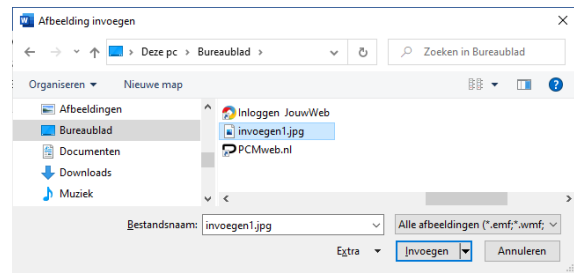 Afbeelding invoegen
Deze pc › Bureaublad ›
Zoeken in Bureaublad
Organiseren
Nieuwe map
Afbeeldingen
Bureaublad
Documenten
Downloads
Muziek
Inloggen JouwWeb
invoegen1.jpg
PCMweb.nl
Bestandsnaam: invoegen1.jpg
Alle afbeeldingen (*.emf;*.wmf;
Extra
Invoegen
Annuleren